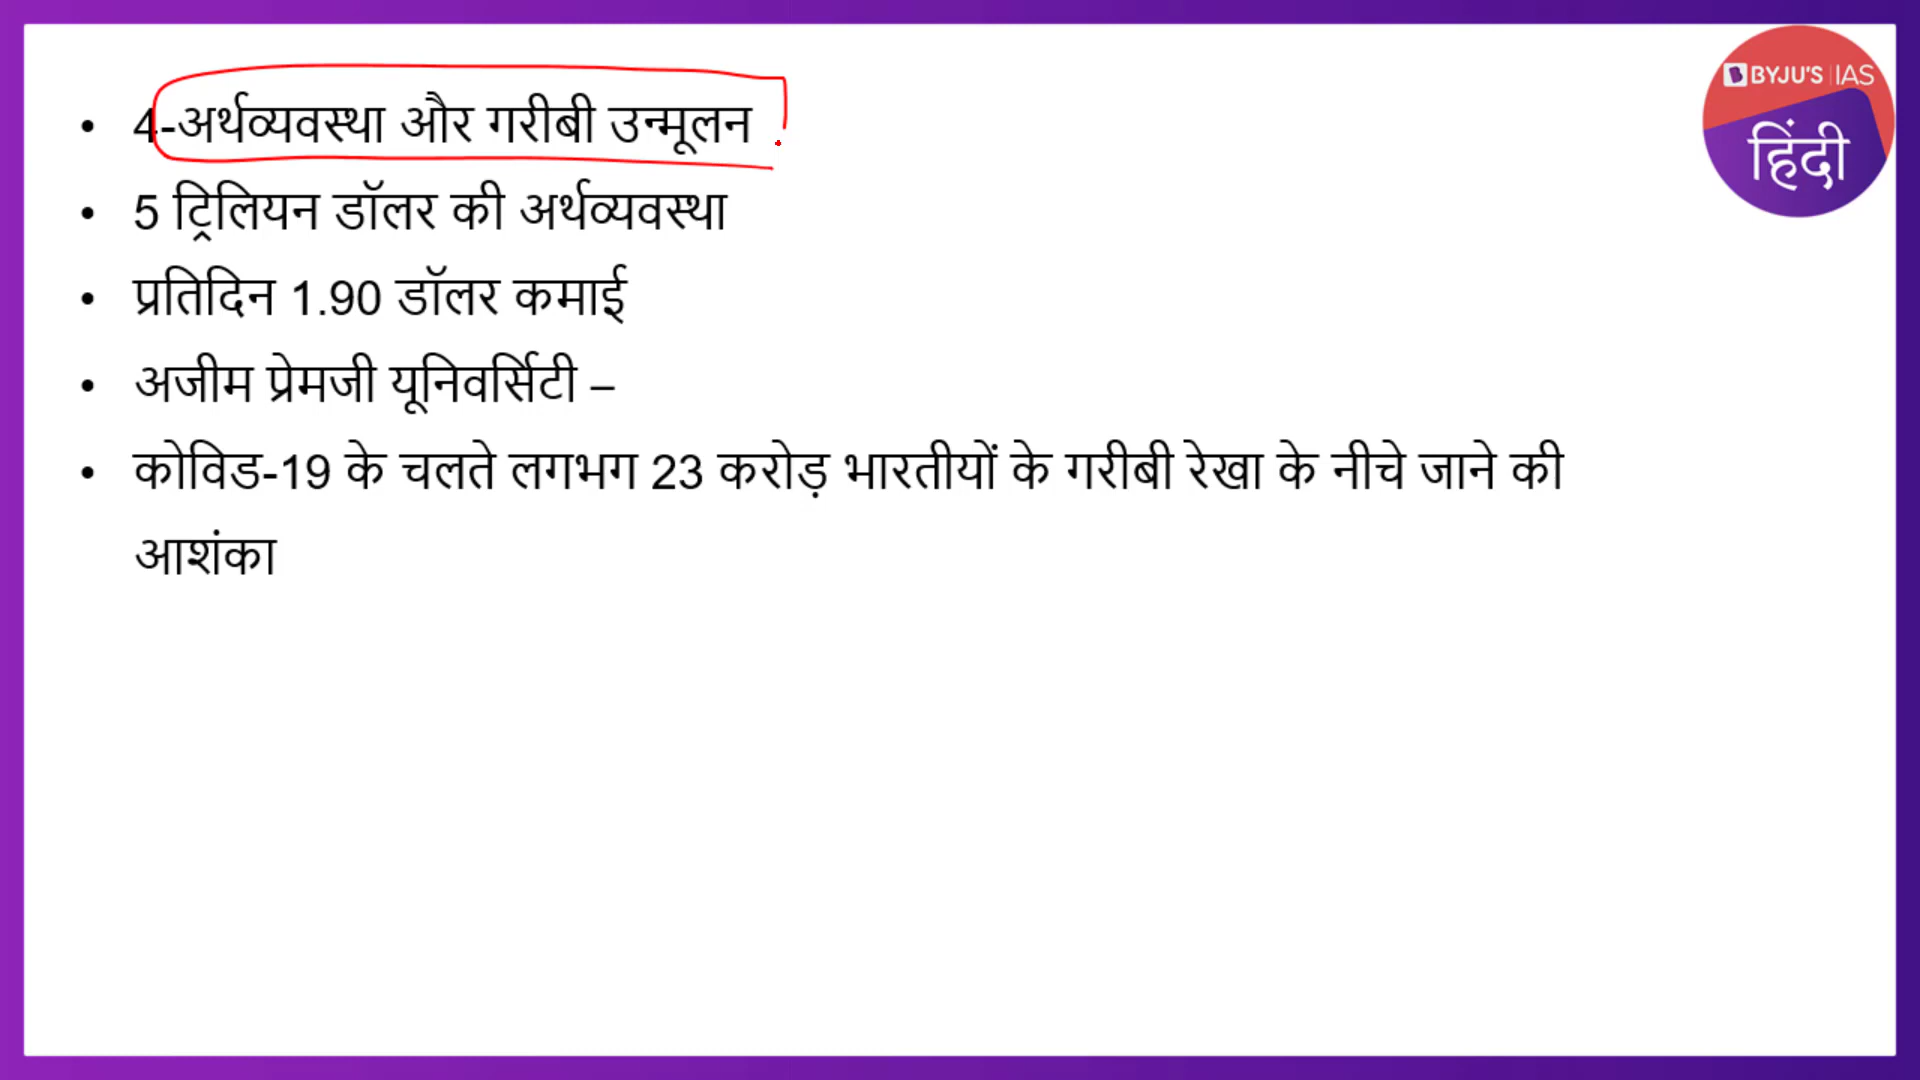 BYJU'S IAS
हिंदी
• 4-अर्थव्यवस्था और गरीबी उन्मूलन
• 5 ट्रिलियन डॉलर की अर्थव्यवस्था
• प्रतिदिन 1.90 डॉलर कमाई
• अजीम प्रेमजी यूनिवर्सिटी –
• कोविड-19 के चलते लगभग 23 करोड़ भारतीयों के गरीबी रेखा के नीचे जाने की
आशंका